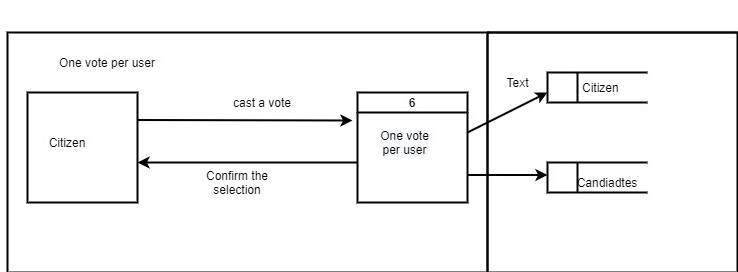 One vote per user
cast a vote
6
Text
Citizen
Citizen
One vote
per user
Confirm the
selection
Candiadtes